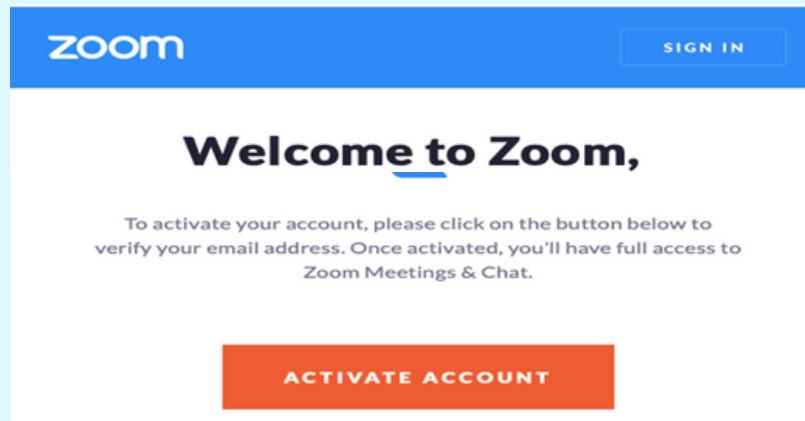 zoom
SIGN IN
Welcome to Zoom,
To activate your account, please click on the button below to
verify your email address. Once activated, you'll have full access to
Zoom Meetings & Chat.
ACTIVATE ACCOUNT